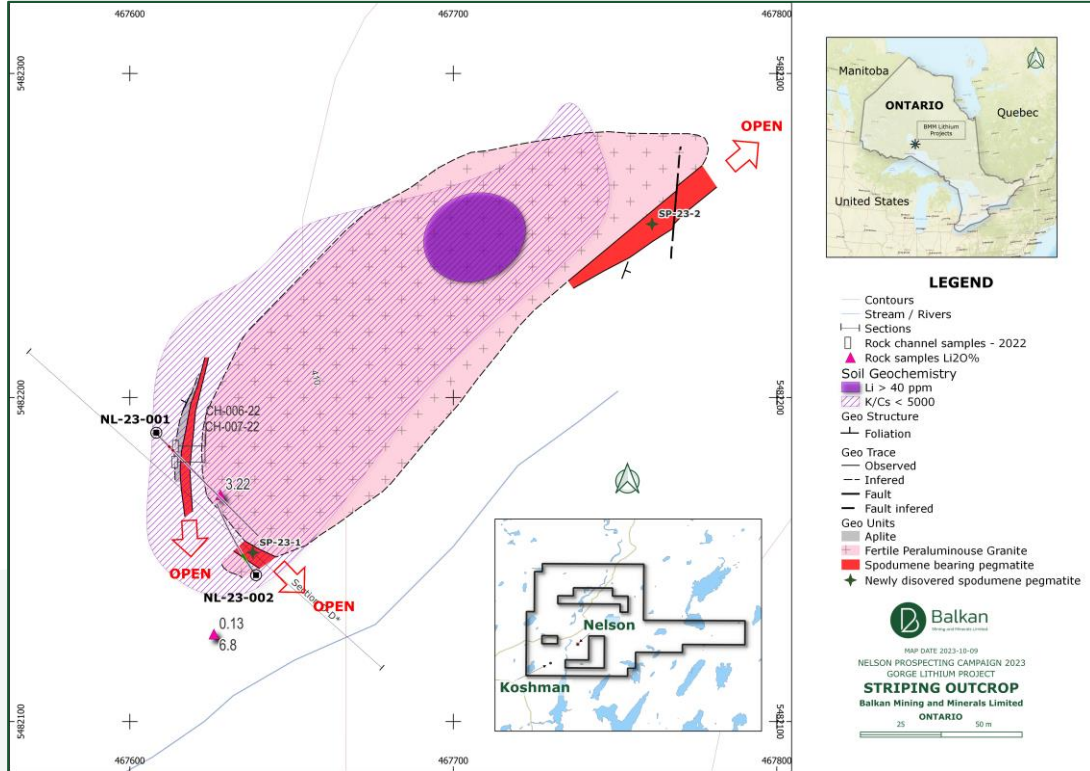 467600
467700
467800
5482300
5482300
OPEN
SP-23-2
410
5482200
5482200
CH-006-22
CH-007-22
NL-23-001
3.22
SP-23-1
OPEN
NL-23-002
OPEN
0.13
6.8
Nelson
Koshman
5482100
5482100
467600
467700
467800
Manitoba
ONTARIO
Quebec
BMM Lithium
Projects
United States
LEGEND
Contours
Stream / Rivers
Sections
Rock channel samples - 2022
Rock samples Li2O%
Soil Geochemistry
Li > 40 ppm
K/Cs < 5000
Geo Structure
Foliation
Geo Trace
Observed
Infered
Fault
Fault infered
Geo Units
Aplite
Fertile Peraluminouse Granite
Spodumene bearing pegmatite
Newly disovered spodumene pegmatite
Balkan
Mining and Minerals Limited
MAP DATE 2023-10-09
NELSON PROSPECTING CAMPAIGN 2023
GORGE LITHIUM PROJECT
STRIPING OUTCROP
Balkan Mining and Minerals Limited
ONTARIO
25
50 m